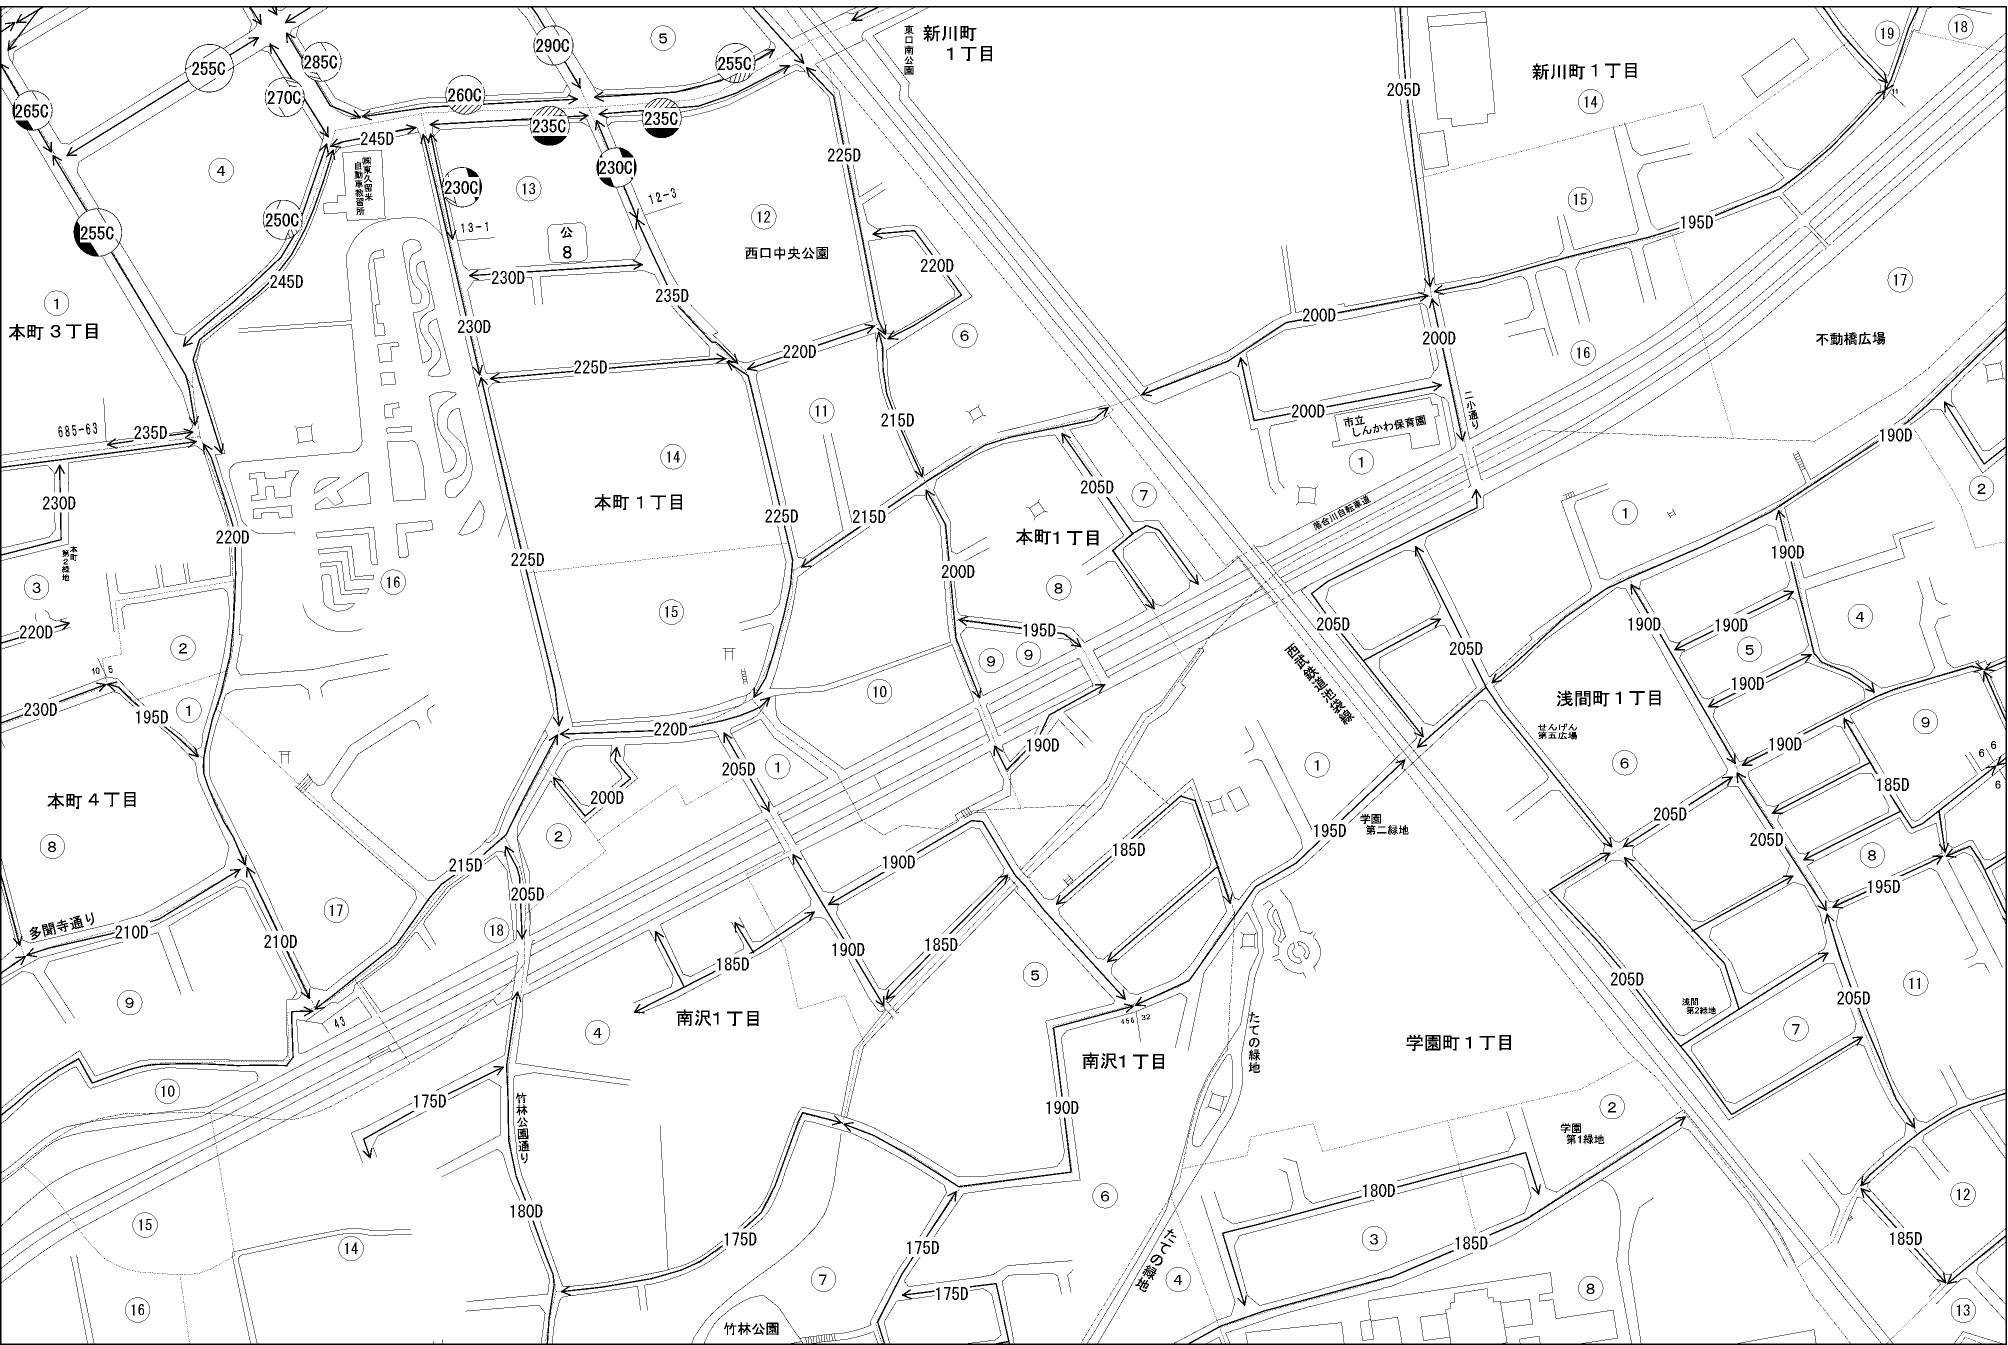 新川町
1丁目
東口南公園
新川町1丁目
⑭
⑲
⑱
11
290C
⑤
255C
255C
285C
205D
265C
270C
260C
235C
235C
245D
④
㈱東久留米
自動車教習所
230C
⑬
230C
225D
12-3
⑮
255C
250C
13-1
公
8
⑫
西口中央公園
195D
①
本町3丁目
245D
230D
235D
220D
⑰
230D
220D
⑥
200D
200D
⑯
不動橋広場
225D
685-63
235D
⑪
215D
200D
市立
しんかわ保育園
二小通り
190D
230D
⑭
本町1丁目
225D
215D
205D
⑦
①
落合川自転車道
①
②
本町
第2緑地
220D
225D
本町1丁目
190D
③
⑯
200D
⑧
220D
⑮
195D
205D
190D
190D
④
②
⑨
⑨
205D
⑤
10
5
230D
195D
①
⑩
西武鉄道池袋線
190D
浅間町1丁目
220D
190D
せんげん
第五広場
190D
⑨
205D
①
①
⑥
6
6
6
本町4丁目
200D
185D
⑧
②
205D
学園
第二緑地
195D
205D
215D
190D
185D
⑧
205D
195D
⑰
多聞寺通り
210D
210D
⑱
190D
185D
185D
⑤
205D
205D
⑪
⑨
43
④
南沢1丁目
456
32
南沢1丁目
たての緑地
学園町1丁目
浅間
第2緑地
⑦
⑩
175D
竹林公園通り
190D
②
学園
第1緑地
⑮
⑭
180D
175D
175D
⑥
180D
③
185D
⑫
185D
⑯
⑦
175D
たての緑地
④
⑧
⑬
竹林公園